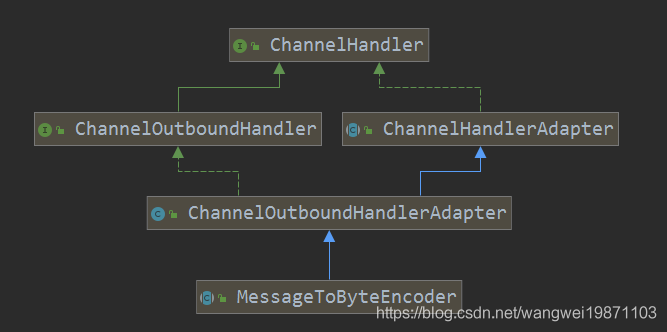 ChannelHandler
ChannelOutboundHandler
ChannelHandlerAdapter
ChannelOutboundHandlerAdapter
MessageToByteEncoder
https://blog.csdn.net/wangwei19871103